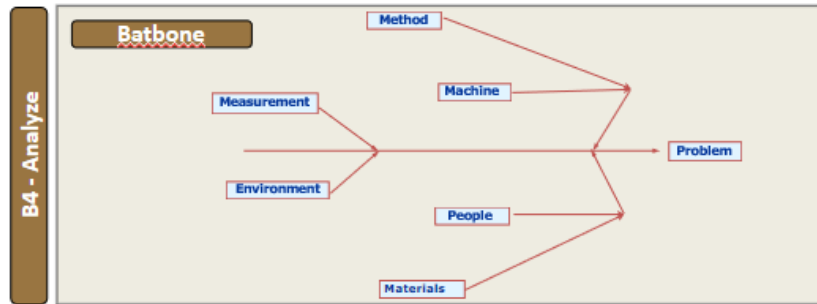 B4 - Analyze
Batbone
Method
Machine
Measurement
Problem
Environment
People
Materials